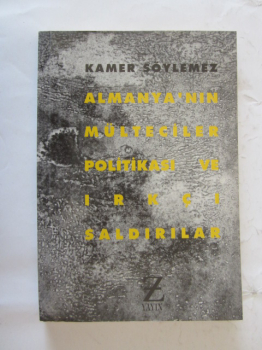 KAMER SÖYLEMEZ
ALMANYA'NIN
MÜLTECİLER
POLİTİKASI VE
IRKÇI
SALDIRILAR
Z
YAYIN